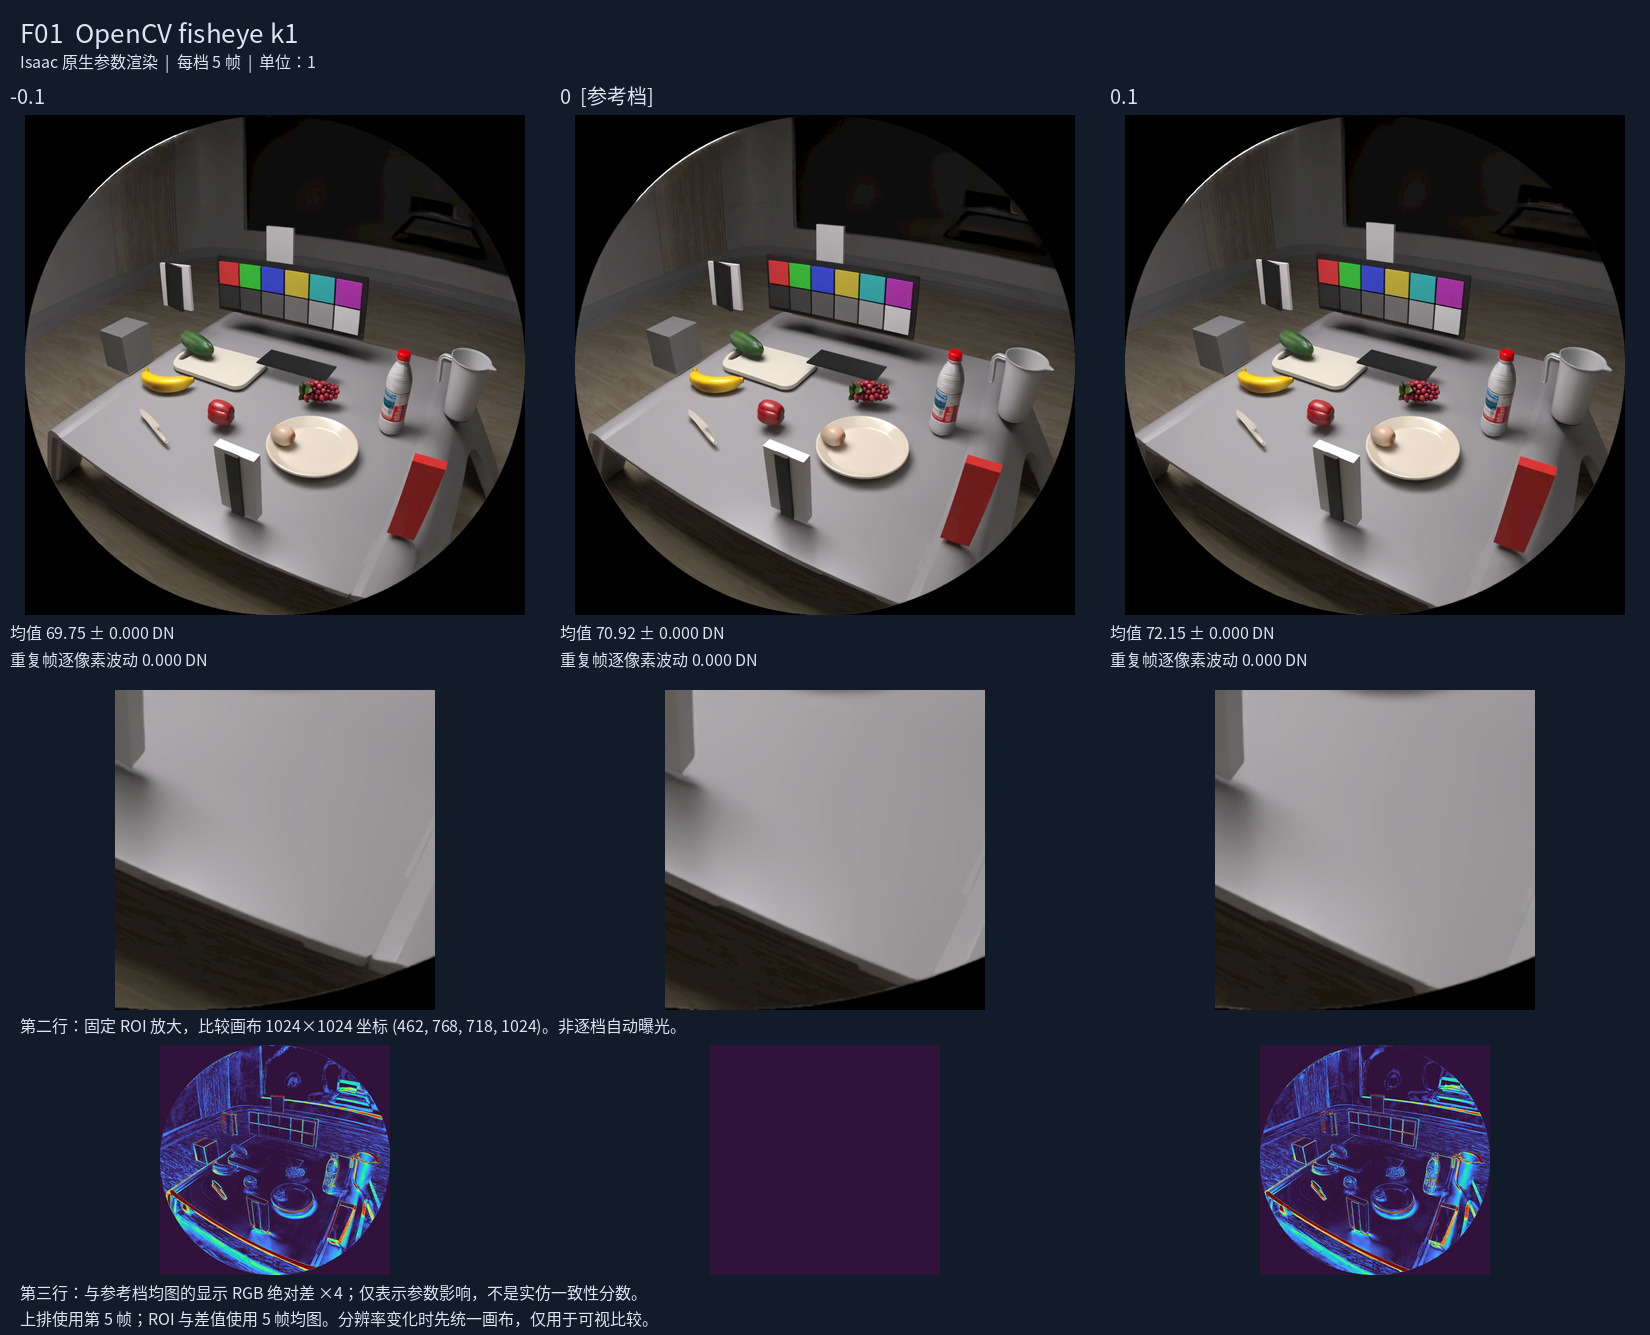 F01 OpenCV fisheye k1
Isaac 原生参数渲染 | 每档 5 帧 | 单位：1
-0.1
0 [参考档]
0.1
均值 69.75 ± 0.000 DN
重复帧逐像素波动 0.000 DN
均值 70.92 ± 0.000 DN
重复帧逐像素波动 0.000 DN
均值 72.15 ± 0.000 DN
重复帧逐像素波动 0.000 DN
第二行：固定 ROI 放大，比较画布 1024×1024 坐标 (462, 768, 718, 1024)。非逐档自动曝光。
第三行：与参考档均图的显示 RGB 绝对差 ×4；仅表示参数影响，不是实仿一致性分数。
上排使用第 5 帧；ROI 与差值使用 5 帧均图。分辨率变化时先统一画布，仅用于可视比较。